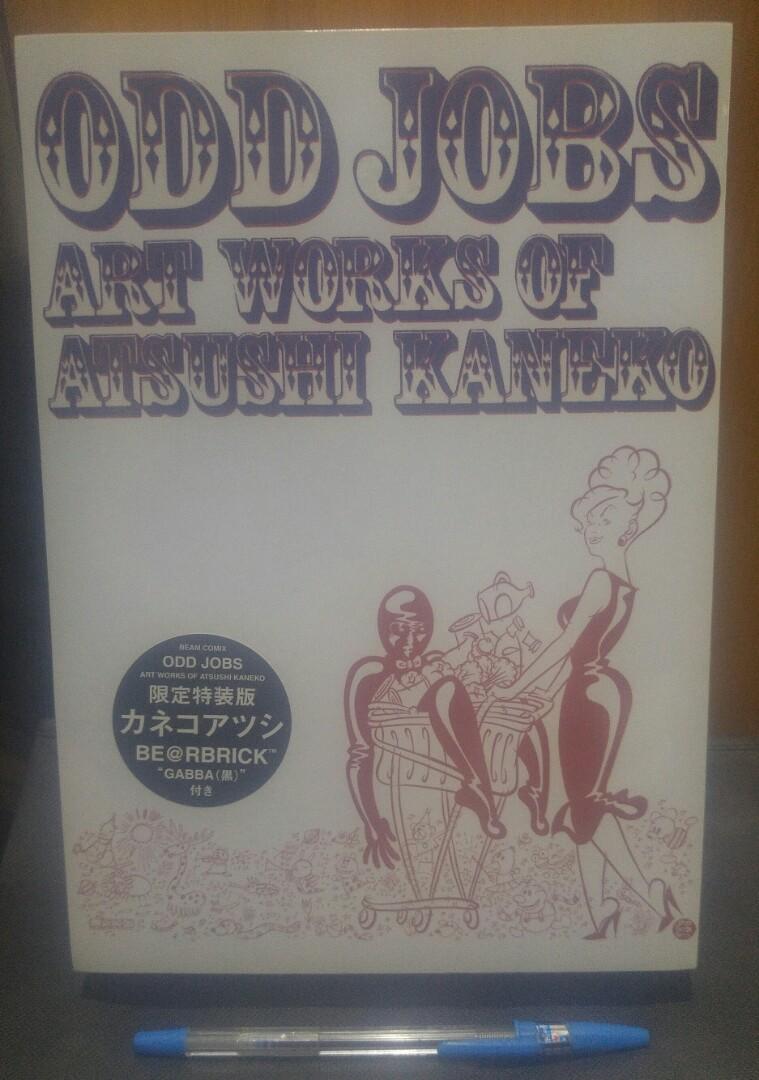 ODD JOBS
ART WORKS OF
ATSUSHI KANEKO
BEAM COMIX
ODD JOBS
ART WORKS OF ATSUSHI KANEKO
限定特装版
カネコアツシ
BE@RBRICK™
"GABBA(黒)"
付き